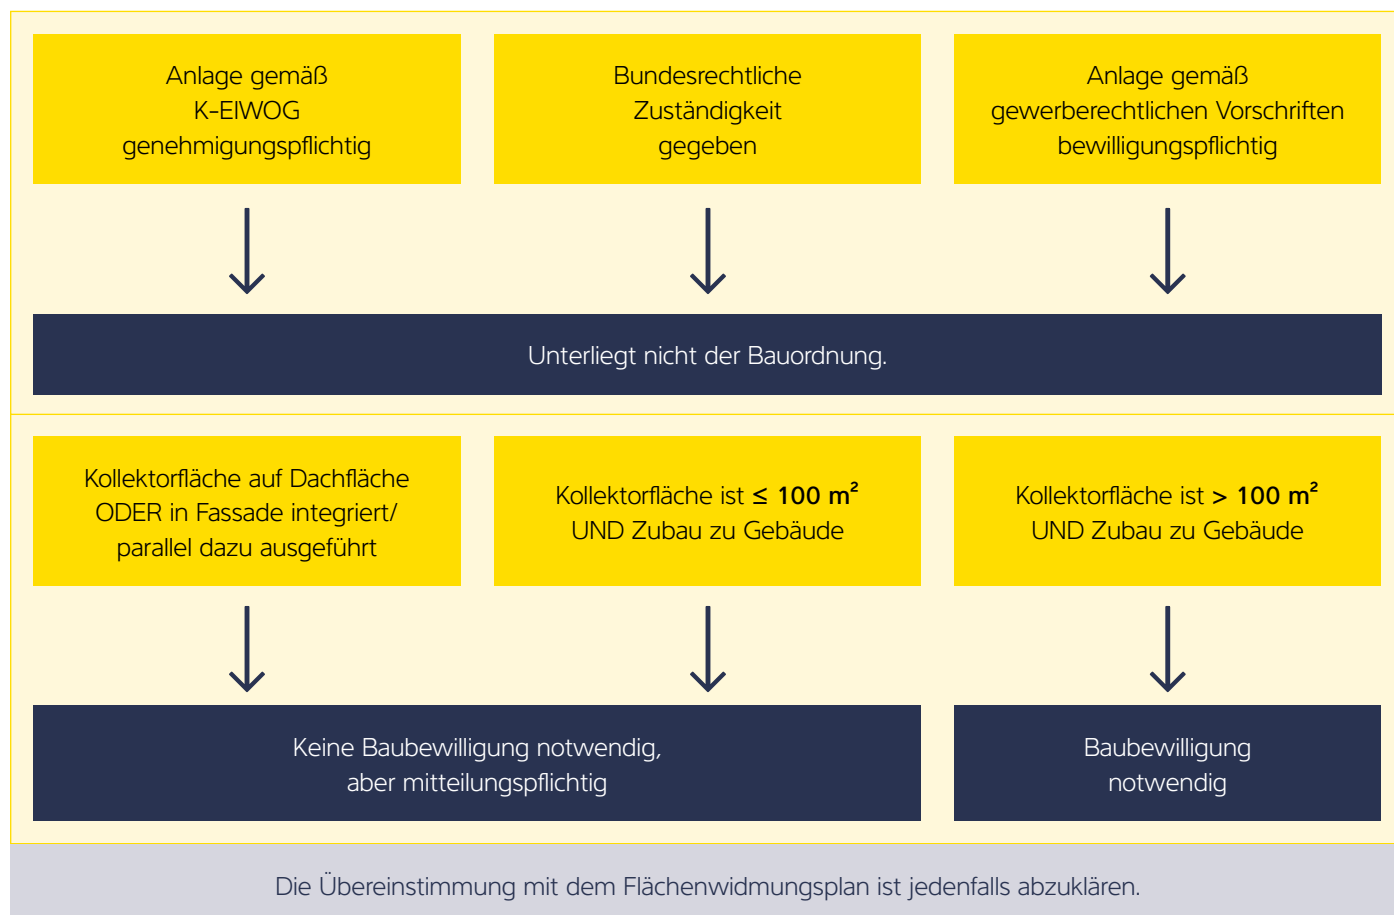 Anlage gemäß
K-ElWOG
genehmigungspflichtig
Bundesrechtliche
Zuständigkeit
gegeben
Anlage gemäß
gewerberechtlichen Vorschriften
bewilligungspflichtig
Unterliegt nicht der Bauordnung.
Kollektorfläche auf Dachfläche
ODER in Fassade integriert/
parallel dazu ausgeführt
Kollektorfläche ist ≤ 100 m²
UND Zubau zu Gebäude
Kollektorfläche ist > 100 m²
UND Zubau zu Gebäude
Keine Baubewilligung notwendig,
aber mitteilungspflichtig
Baubewilligung
notwendig
Die Übereinstimmung mit dem Flächenwidmungsplan ist jedenfalls abzuklären.